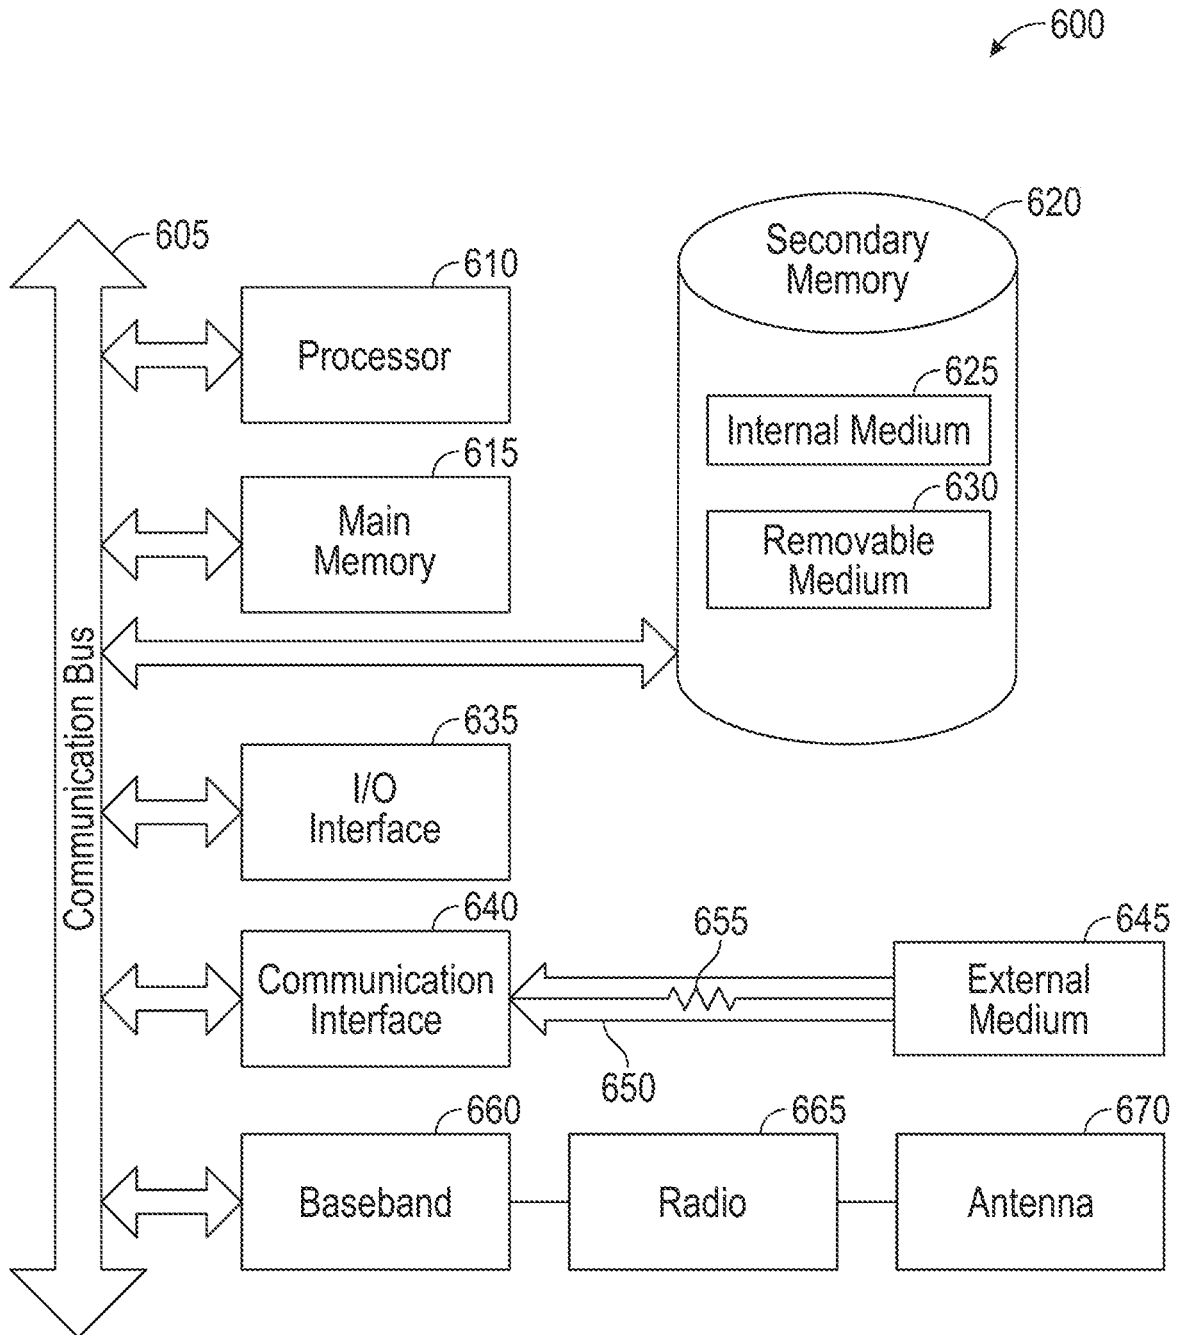 600
605
610
Processor
615
Main
Memory
620
Secondary
Memory
625
Internal Medium
630
Removable
Medium
Communication Bus
635
I/O
Interface
640
Communication
Interface
655
650
645
External
Medium
660
Baseband
665
Radio
670
Antenna